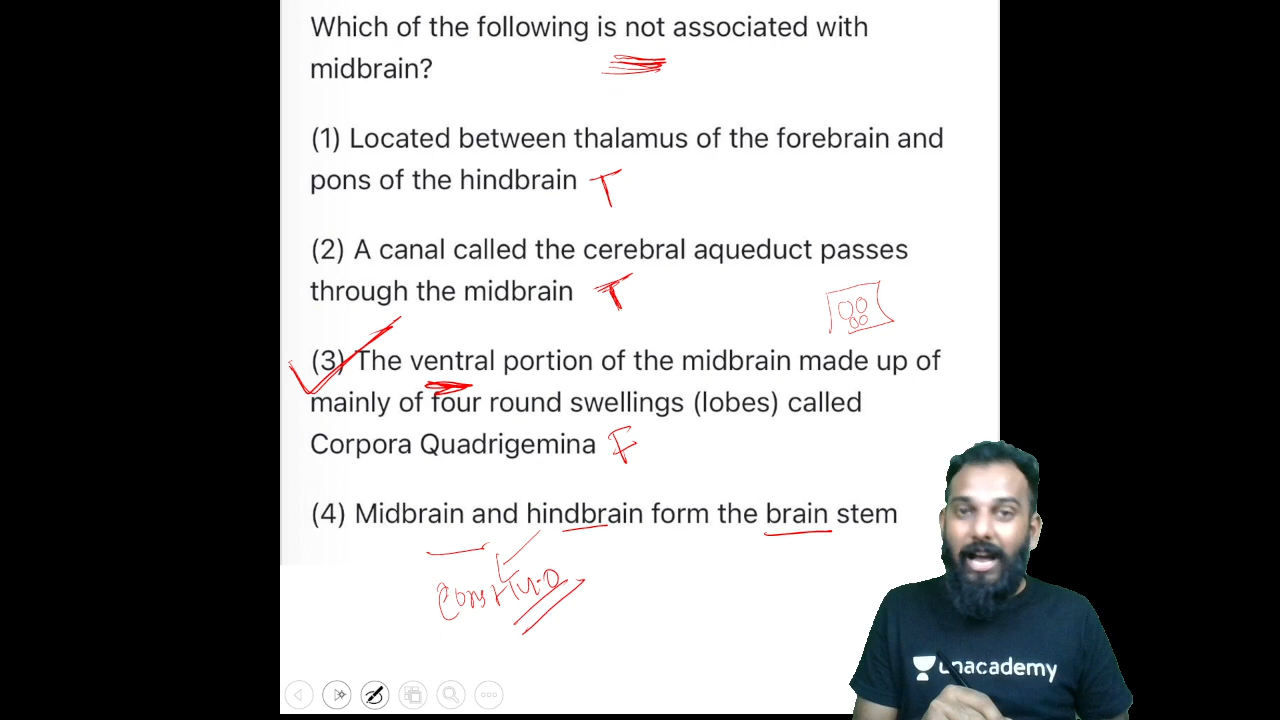 Which of the following is not associated with
midbrain?
(1) Located between thalamus of the forebrain and
pons of the hindbrain T
(2) A canal called the cerebral aqueduct passes
through the midbrain T
(3) The ventral portion of the midbrain made up of
mainly of four round swellings (lobes) called
Corpora Quadrigemina F
(4) Midbrain and hindbrain form the brain stem
unacademy